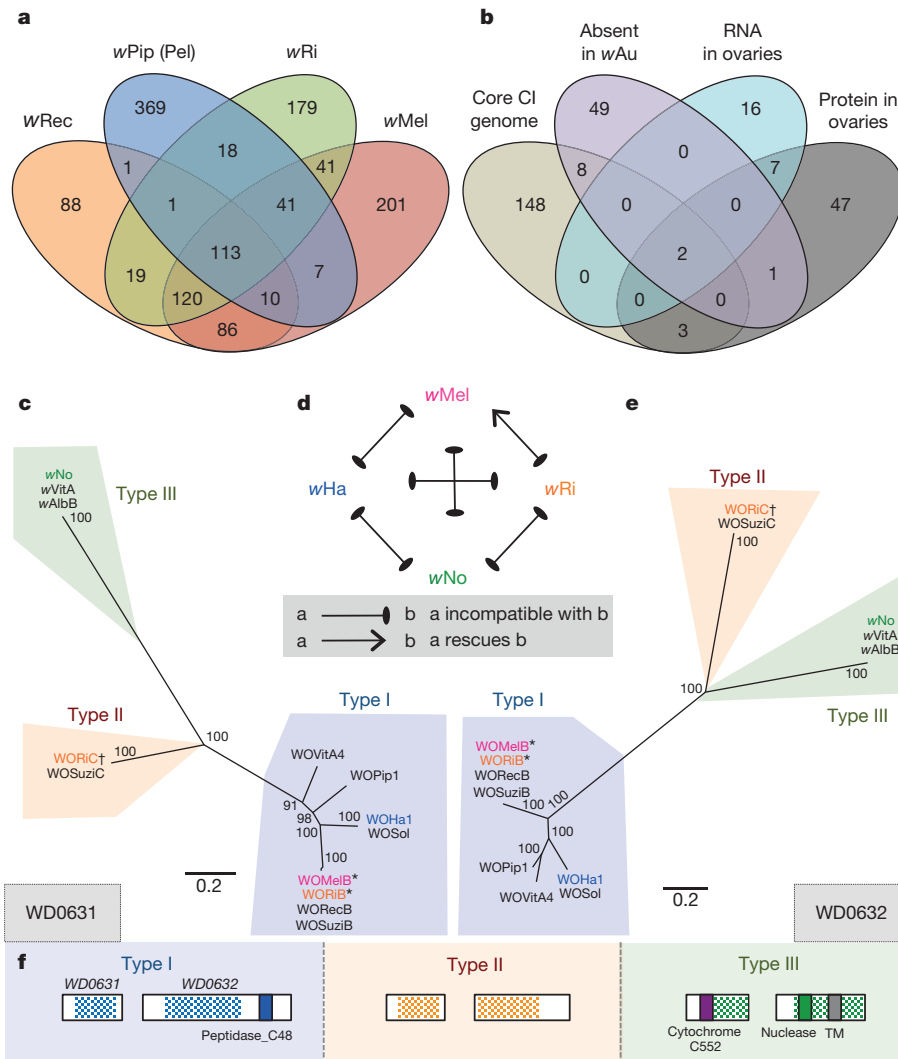 a
wPip (Pel)
wRi
wRec
wMel
369
179
18
41
1
88
1
41
201
113
19
7
120
10
86
b
Absent
in wAu
RNA
in ovaries
Core CI
genome
Protein in
ovaries
49
16
0
8
7
148
0
0
47
2
0
1
0
0
3
c
wNo
wVitA
wAlbB
100
Type III
Type II
WORiC†
WOSuziC
100
100
Type I
WOVitA4
WOPip1
91
98
100
100
WOHa1
WOSol
100
WOMelB*
WORiB*
WORecB
WOSuziB
0.2
WD0631
d
wMel
wHa
wRi
wNo
a b a incompatible with b
a b a rescues b
e
Type II
WORiC†
WOSuziC
100
wNo
wVitA
wAlbB
100
100
Type III
Type I
WOMelB*
WORiB*
WORecB
WOSuziB
100
100
100
100
WOPip1
WOVitA4
WOHa1
WOSol
0.2
WD0632
f
Type I
WD0631
WD0632
Peptidase_C48
Type II
Type III
Cytochrome
C552
Nuclease
TM